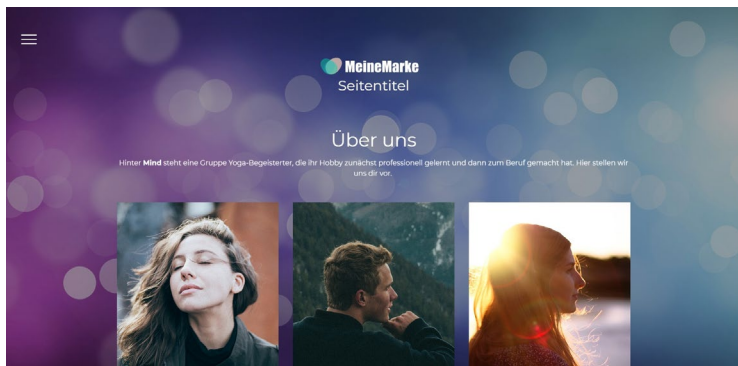 MeineMarke
Seitentitel
Über uns
Hinter Mind steht eine Gruppe Yoga-Begeisterter, die ihr Hobby zunächst professionell gelernt und dann zum Beruf gemacht hat. Hier stellen wir
uns dir vor.